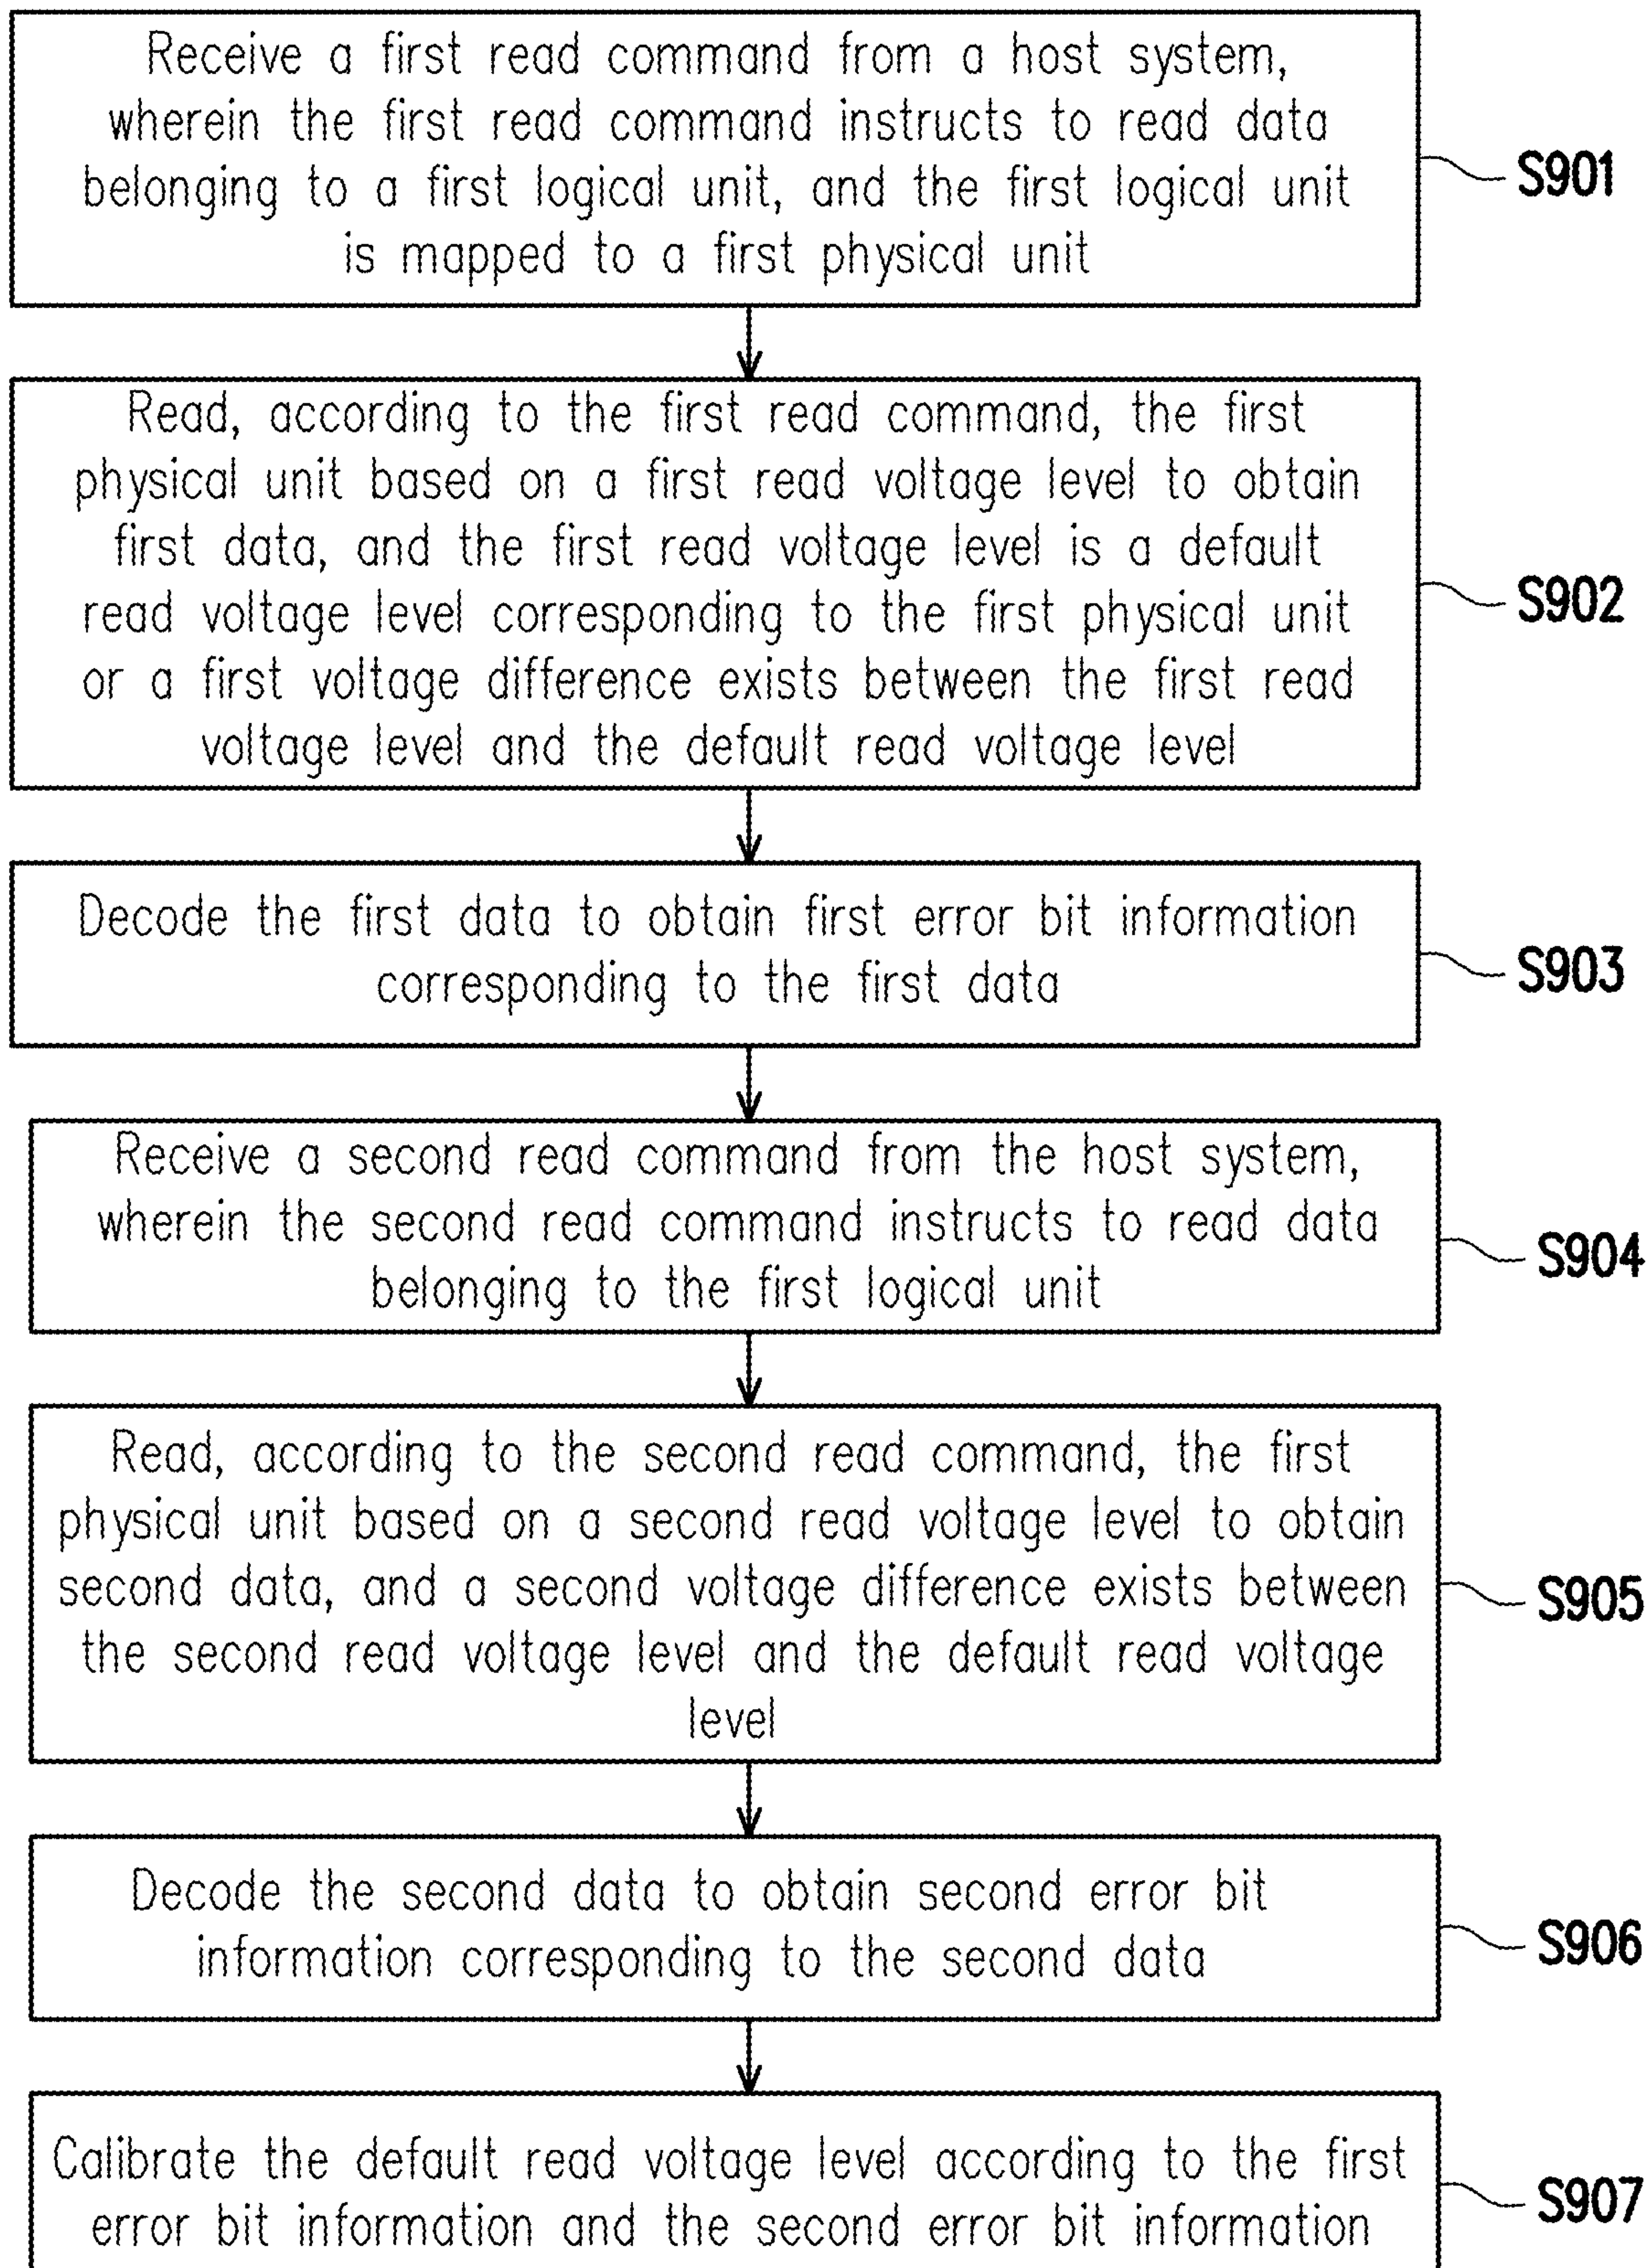 Receive a first read command from a host system,
wherein the first read command instructs to read data
belonging to a first logical unit, and the first logical unit
is mapped to a first physical unit
S901
Read, according to the first read command, the first
physical unit based on a first read voltage level to obtain
first data, and the first read voltage level is a default
read voltage level corresponding to the first physical unit
or a first voltage difference exists between the first read
voltage level and the default read voltage level
S902
Decode the first data to obtain first error bit information
corresponding to the first data
S903
Receive a second read command from the host system,
wherein the second read command instructs to read data
belonging to the first logical unit
S904
Read, according to the second read command, the first
physical unit based on a second read voltage level to obtain
second data, and a second voltage difference exists between
the second read voltage level and the default read voltage
level
S905
Decode the second data to obtain second error bit
information corresponding to the second data
S906
Calibrate the default read voltage level according to the first
error bit information and the second error bit information
S907